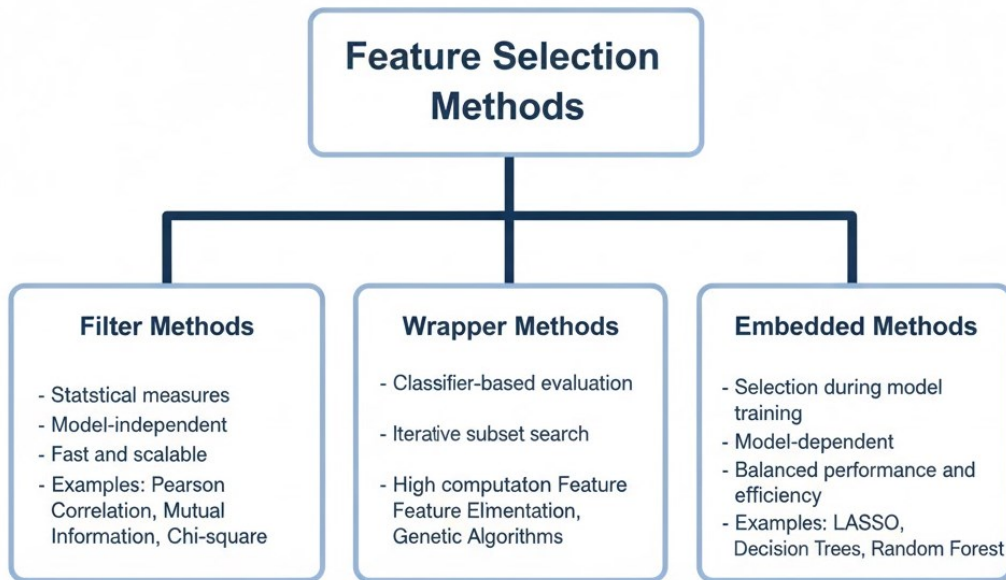 Feature Selection
Methods
Filter Methods
- Statstical measures
- Model-independent
- Fast and scalable
- Examples: Pearson
Correlation, Mutual
Information, Chi-square
Wrapper Methods
- Classifier-based evaluation
- Iterative subset search
- High computaton Feature
Feature Elmentation,
Genetic Algorithms
Embedded Methods
- Selection during model
training
- Model-dependent
- Balanced performance and
efficiency
- Examples: LASSO,
Decision Trees, Random Forest